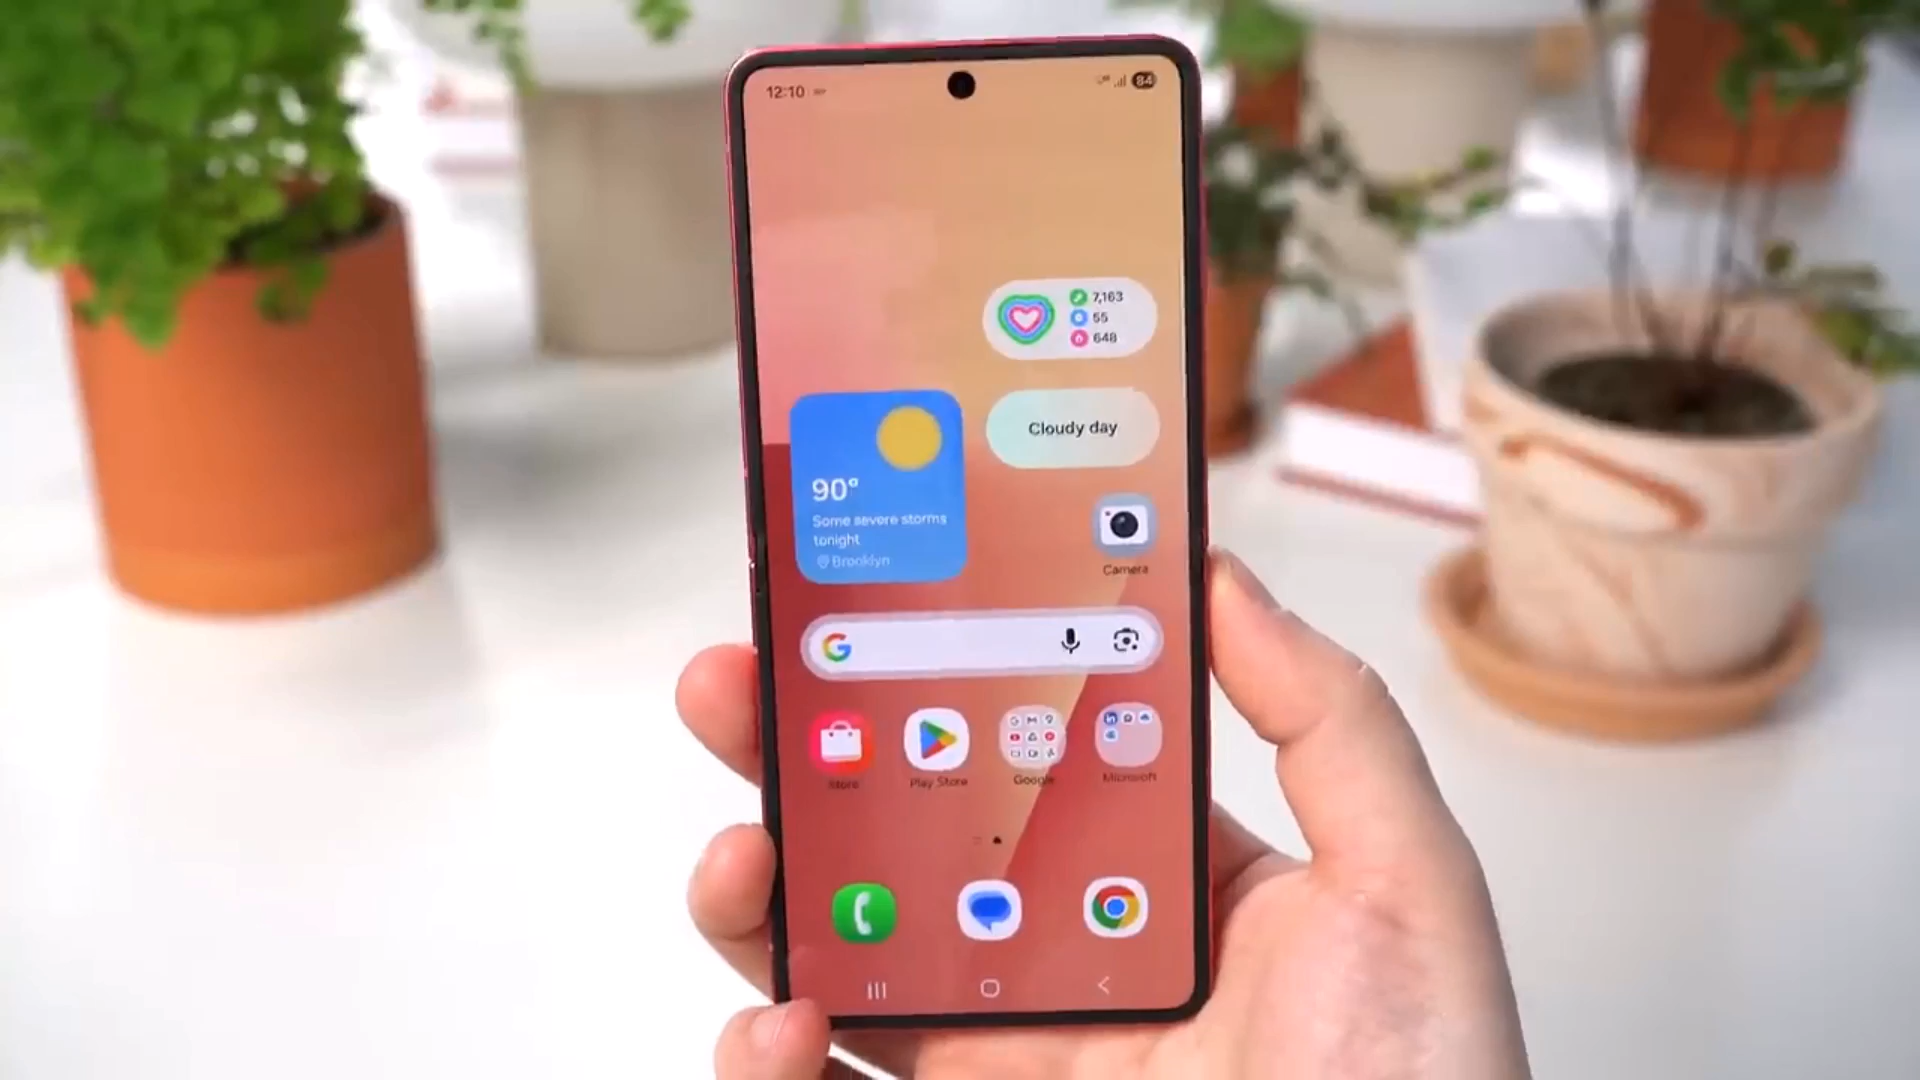 12:10
84
7,163
55
648
Cloudy day
90°
Some severe storms
tonight
Brooklyn
Camera
Store
Play Store
Google
Microsoft